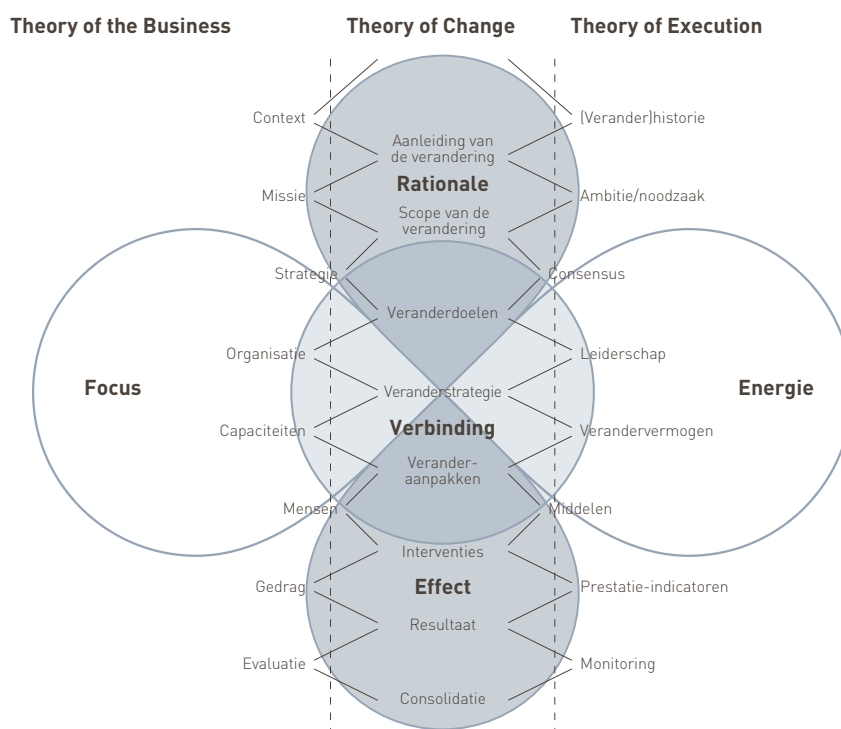 Theory of the Business
Theory of Change
Theory of Execution
Context
(Verander)historie
Aanleiding van
de verandering
Rationale
Missie
Ambitie/noodzaak
Scope van de
verandering
Strategie
Consensus
Veranderdoelen
Organisatie
Leiderschap
Focus
Veranderstrategie
Energie
Capaciteiten
Verbinding
Verandervermogen
Verander-
aanpakken
Mensen
Middelen
Interventies
Gedrag
Effect
Prestatie-indicatoren
Resultaat
Evaluatie
Monitoring
Consolidatie